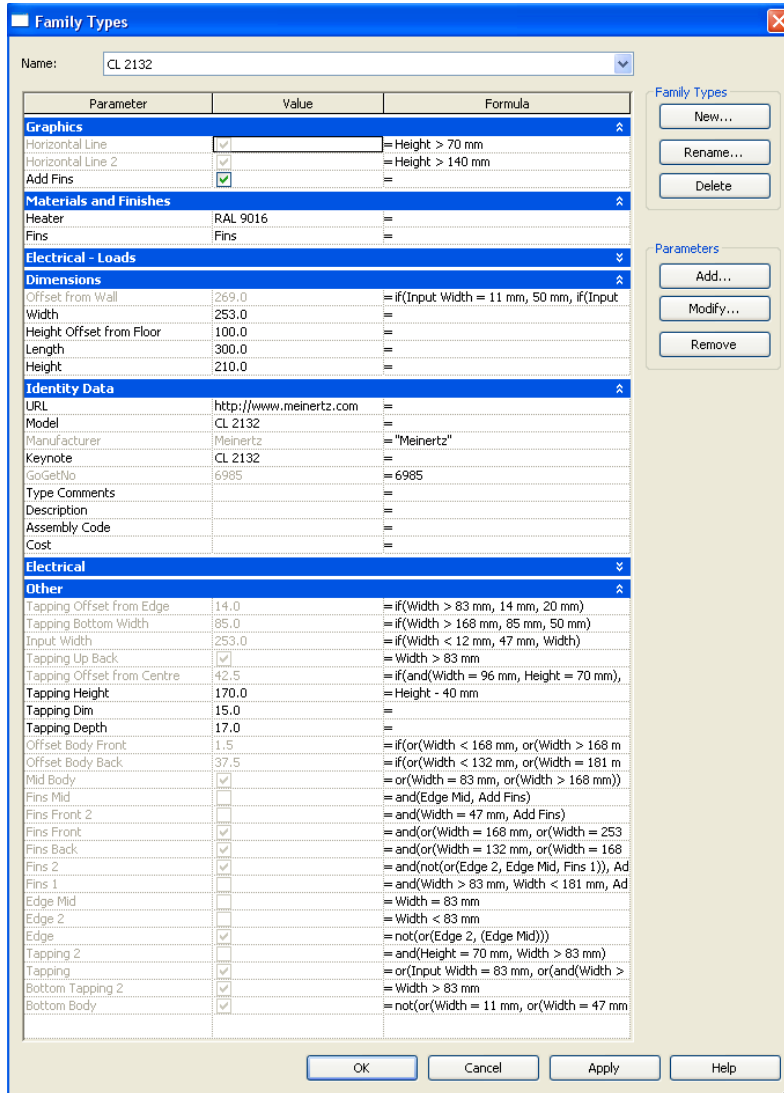 Family Types
Name: CL 2132
Parameter Value Formula
Graphics
Horizontal Line = Height > 70 mm
Horizontal Line 2 = Height > 140 mm
Add Fins =
Materials and Finishes
Heater RAL 9016 =
Fins Fins =
Electrical - Loads
Dimensions
Offset from Wall 269.0 = if(Input Width = 11 mm, 50 mm, if(Input
Width 253.0 =
Height Offset from Floor 100.0 =
Length 300.0 =
Height 210.0 =
Identity Data
URL http://www.meinertz.com =
Model CL 2132 =
Manufacturer Meinertz = "Meinertz"
Keynote CL 2132 =
GoGetNo 6985 = 6985
Type Comments =
Description =
Assembly Code =
Cost =
Electrical
Other
Tapping Offset from Edge 14.0 = if(Width > 83 mm, 14 mm, 20 mm)
Tapping Bottom Width 85.0 = if(Width > 168 mm, 85 mm, 50 mm)
Input Width 253.0 = if(Width < 12 mm, 47 mm, Width)
Tapping Up Back = Width > 83 mm
Tapping Offset from Centre 42.5 = if(and(Width = 96 mm, Height = 70 mm),
Tapping Height 170.0 = Height - 40 mm
Tapping Dim 15.0 =
Tapping Depth 17.0 =
Offset Body Front 1.5 = if(or(Width < 168 mm, or(Width > 168 m
Offset Body Back 37.5 = if(or(Width < 132 mm, or(Width = 181 m
Mid Body = or(Width = 83 mm, or(Width > 168 mm))
Fins Mid = and(Edge Mid, Add Fins)
Fins Front 2 = and(Width = 47 mm, Add Fins)
Fins Front = and(or(Width = 168 mm, or(Width = 253
Fins Back = and(or(Width = 132 mm, or(Width = 168
Fins 2 = and(not(or(Edge 2, Edge Mid, Fins 1)), Ad
Fins 1 = and(Width > 83 mm, Width < 181 mm, Ad
Edge Mid = Width = 83 mm
Edge 2 = Width < 83 mm
Edge = not(or(Edge 2, (Edge Mid)))
Tapping 2 = and(Height = 70 mm, Width > 83 mm)
Tapping = or(Input Width = 83 mm, or(and(Width >
Bottom Tapping 2 = Width > 83 mm
Bottom Body = not(or(Width = 11 mm, or(Width = 47 mm
Family Types
New...
Rename...
Delete
Parameters
Add...
Modify...
Remove
OK Cancel Apply Help